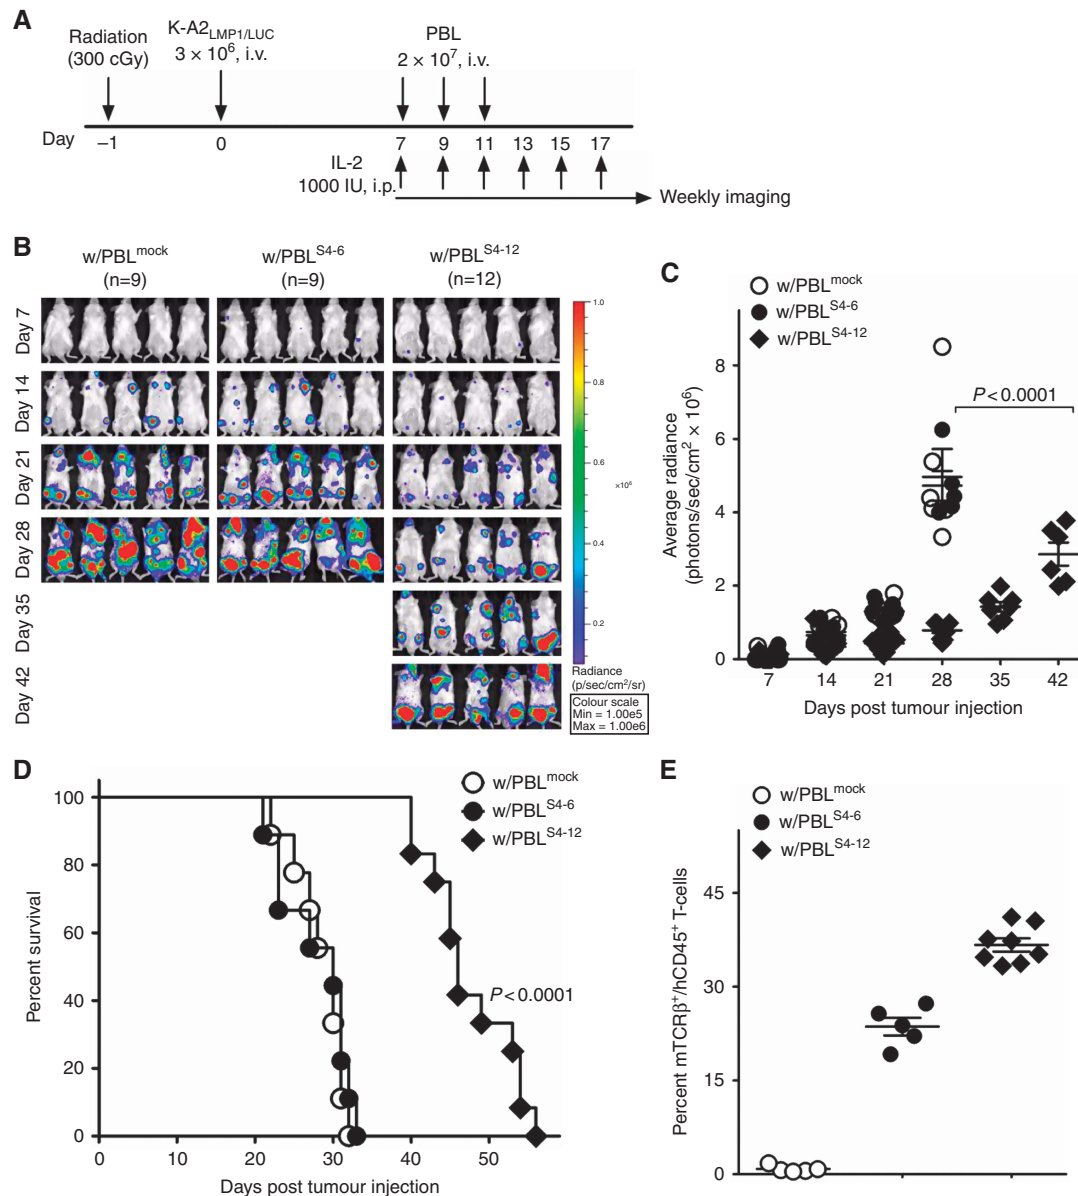 A
Radiation
(300 cGy)
K-A2LMP1/LUC
3 × 10⁶, i.v.
PBL
2 × 10⁷, i.v.
Day
–1
0
7
9
11
13
15
17
IL-2
1000 IU, i.p.
Weekly imaging
B
w/PBLmock
(n=9)
w/PBLS4-6
(n=9)
w/PBLS4-12
(n=12)
Day 7
Day 14
Day 21
Day 28
Day 35
Day 42
1.0
0.8
0.6
×10⁶
0.4
0.2
Radiance
(p/sec/cm²/sr)
Colour scale
Min = 1.00e5
Max = 1.00e6
C
w/PBLmock
w/PBLS4-6
w/PBLS4-12
P < 0.0001
Average radiance
(photons/sec/cm² × 10⁶)
8
6
4
2
0
7
14
21
28
35
42
Days post tumour injection
D
w/PBLmock
w/PBLS4-6
w/PBLS4-12
P < 0.0001
Percent survival
100
80
60
40
20
0
0
10
20
30
40
50
Days post tumour injection
E
w/PBLmock
w/PBLS4-6
w/PBLS4-12
Percent mTCRβ⁺/hCD45⁺ T-cells
45
30
15
0